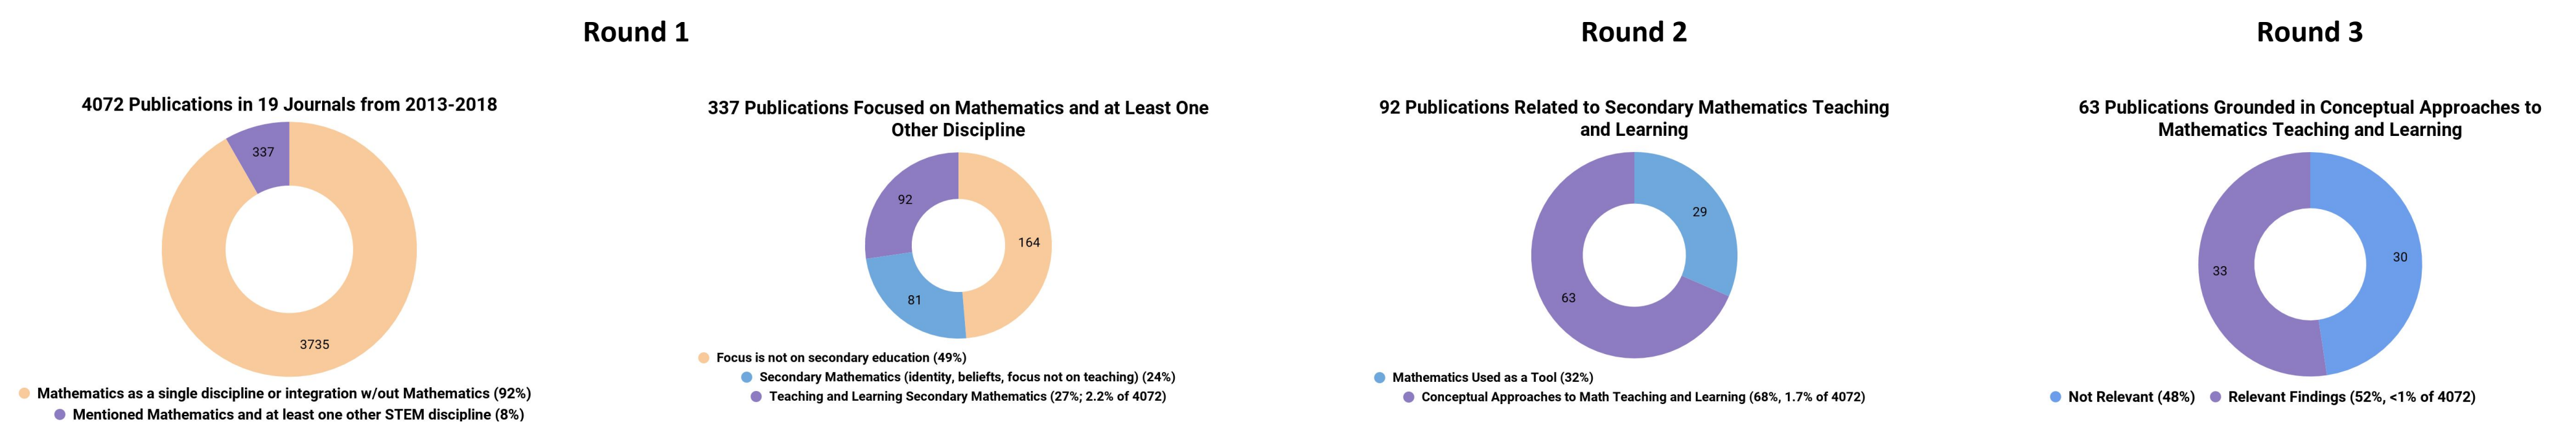 Round 1
4072 Publications in 19 Journals from 2013-2018
337
3735
Mathematics as a single discipline or integration w/out Mathematics (92%)
Mentioned Mathematics and at least one other STEM discipline (8%)
337 Publications Focused on Mathematics and at Least One
Other Discipline
92
164
81
Focus is not on secondary education (49%)
Secondary Mathematics (identity, beliefts, focus not on teaching) (24%)
Teaching and Learning Secondary Mathematics (27%; 2.2% of 4072)
Round 2
92 Publications Related to Secondary Mathematics Teaching
and Learning
29
63
Mathematics Used as a Tool (32%)
Conceptual Approaches to Math Teaching and Learning (68%, 1.7% of 4072)
Round 3
63 Publications Grounded in Conceptual Approaches to
Mathematics Teaching and Learning
30
33
Not Relevant (48%)
Relevant Findings (52%, <1% of 4072)